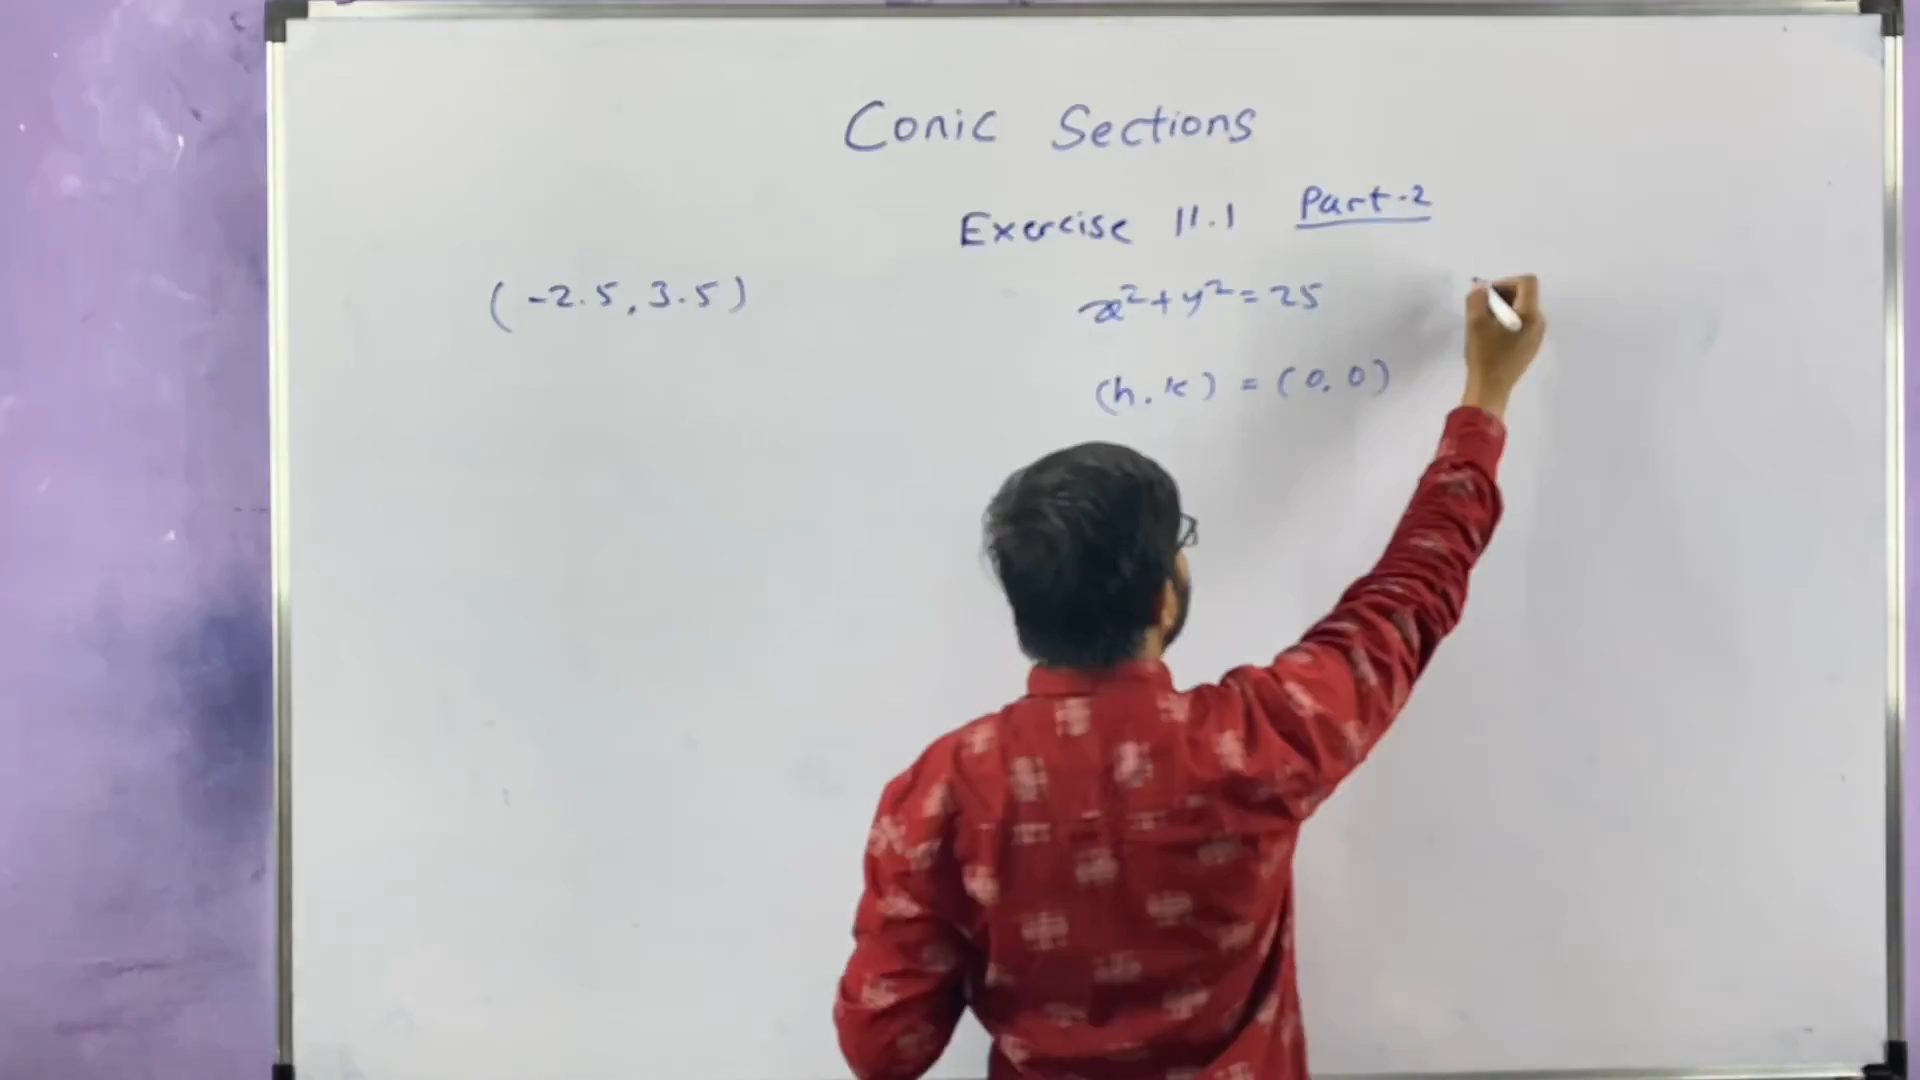 Conic Sections
Exercise 11.1 Part-2
(-2.5, 3.5)
x²+y²=25
(h, k) = (0, 0)